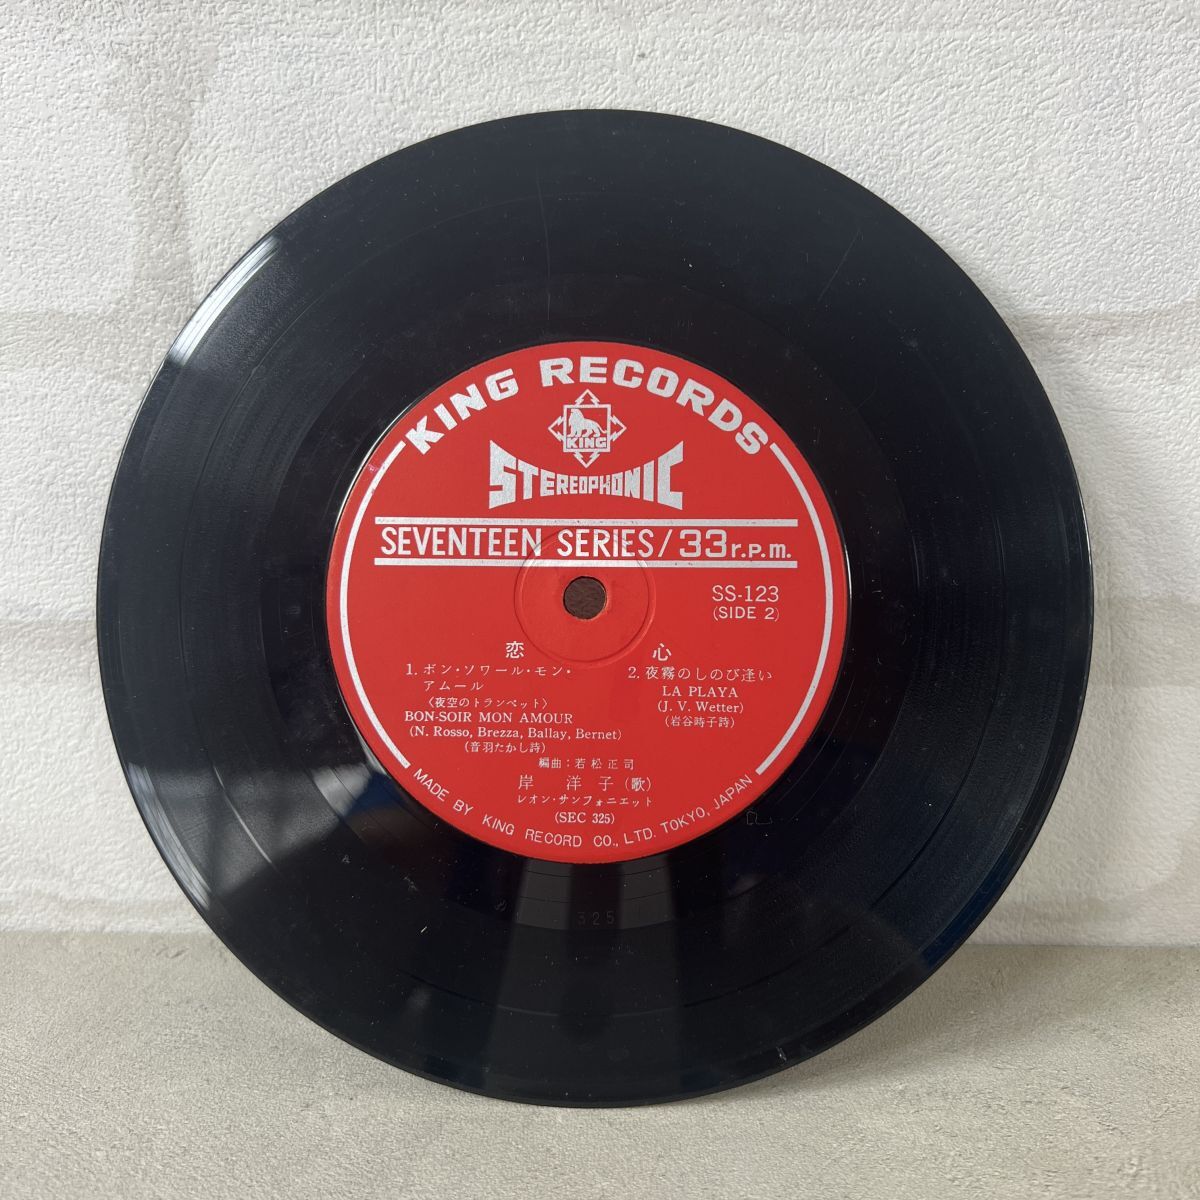 KING RECORDS
KING
STEREOPHONIC
SEVENTEEN SERIES/33r.p.m.
SS-123
(SIDE 2)
恋 心
1. ボン・ソワール・モン・
アムール
〈夜空のトランペット〉
BON-SOIR MON AMOUR
(N. Rosso, Brezza, Ballay, Bernet)
(音羽たかし詩)
2. 夜霧のしのび逢い
LA PLAYA
(J. V. Wetter)
(岩谷時子詩)
編曲：若松正司
岸 洋子(歌)
レオン・サンフォニエット
(SEC 325)
MADE BY KING RECORD CO., LTD. TOKYO, JAPAN
325